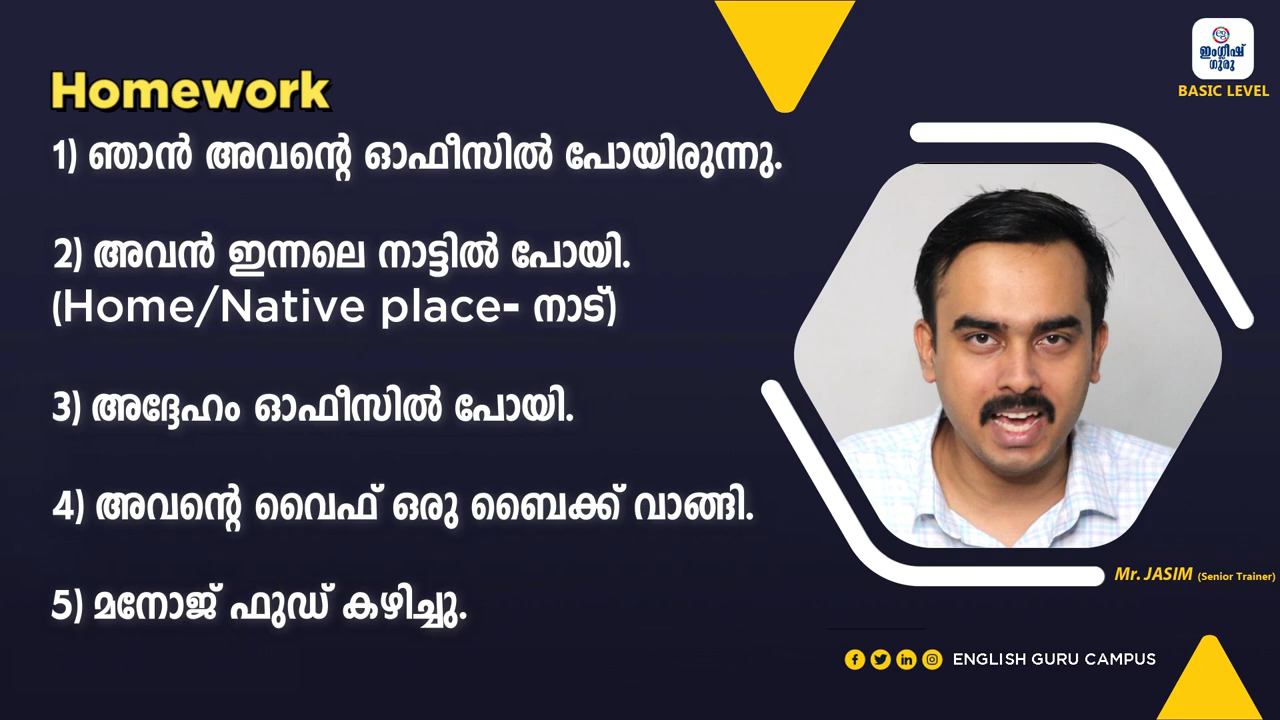 ഇംഗ്ലീഷ്
ഗുരു
BASIC LEVEL
Homework
1) ഞാൻ അവന്റെ ഓഫീസിൽ പോയിരുന്നു.
2) അവൻ ഇന്നലെ നാട്ടിൽ പോയി.
(Home/Native place- നാട്)
3) അദ്ദേഹം ഓഫീസിൽ പോയി.
4) അവന്റെ വൈഫ് ഒരു ബൈക്ക് വാങ്ങി.
5) മനോജ് ഫുഡ് കഴിച്ചു.
Mr. JASIM (Senior Trainer)
ENGLISH GURU CAMPUS